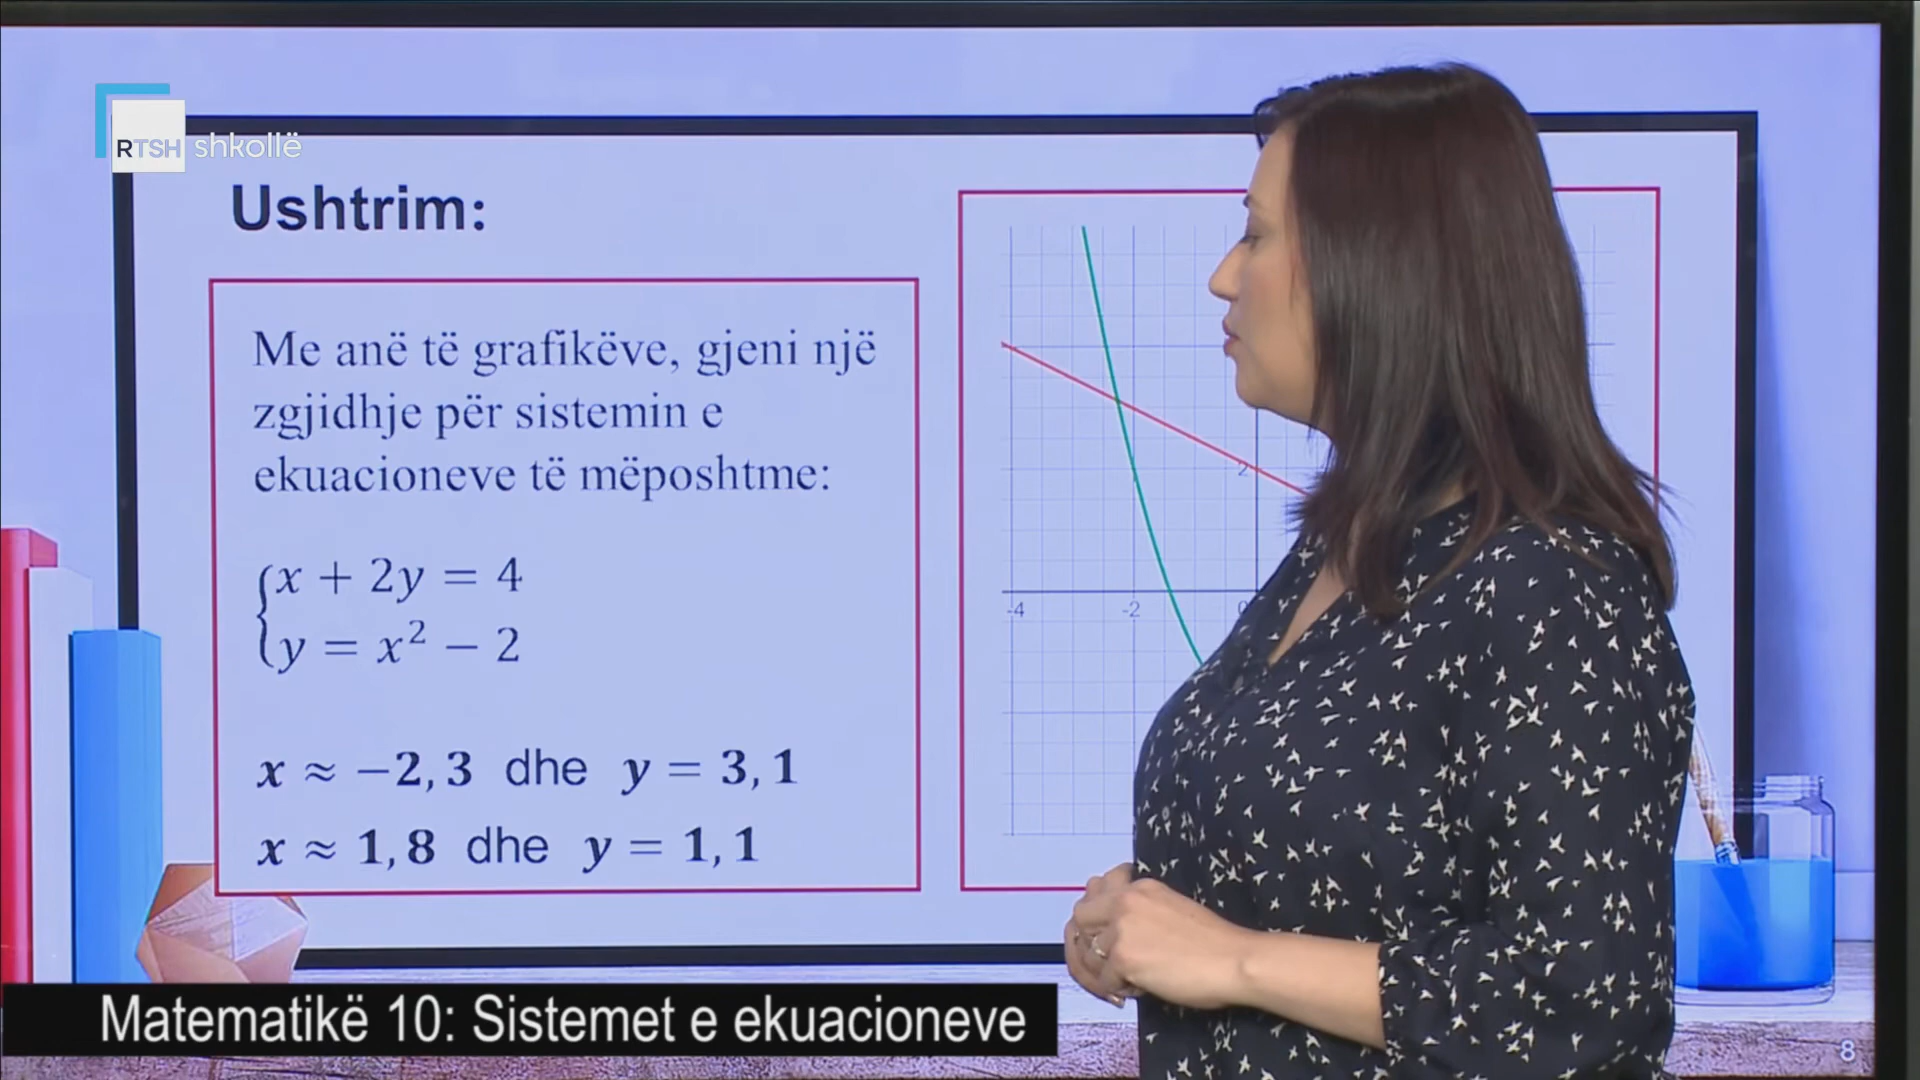 RTSH shkollë
Ushtrim:
Me anë të grafikëve, gjeni një
zgjidhje për sistemin e
ekuacioneve të mëposhtme:
x + 2y = 4
y = x² − 2
x ≈ −2,3 dhe y = 3,1
x ≈ 1,8 dhe y = 1,1
2
-4 -2 0
Matematikë 10: Sistemet e ekuacioneve
8